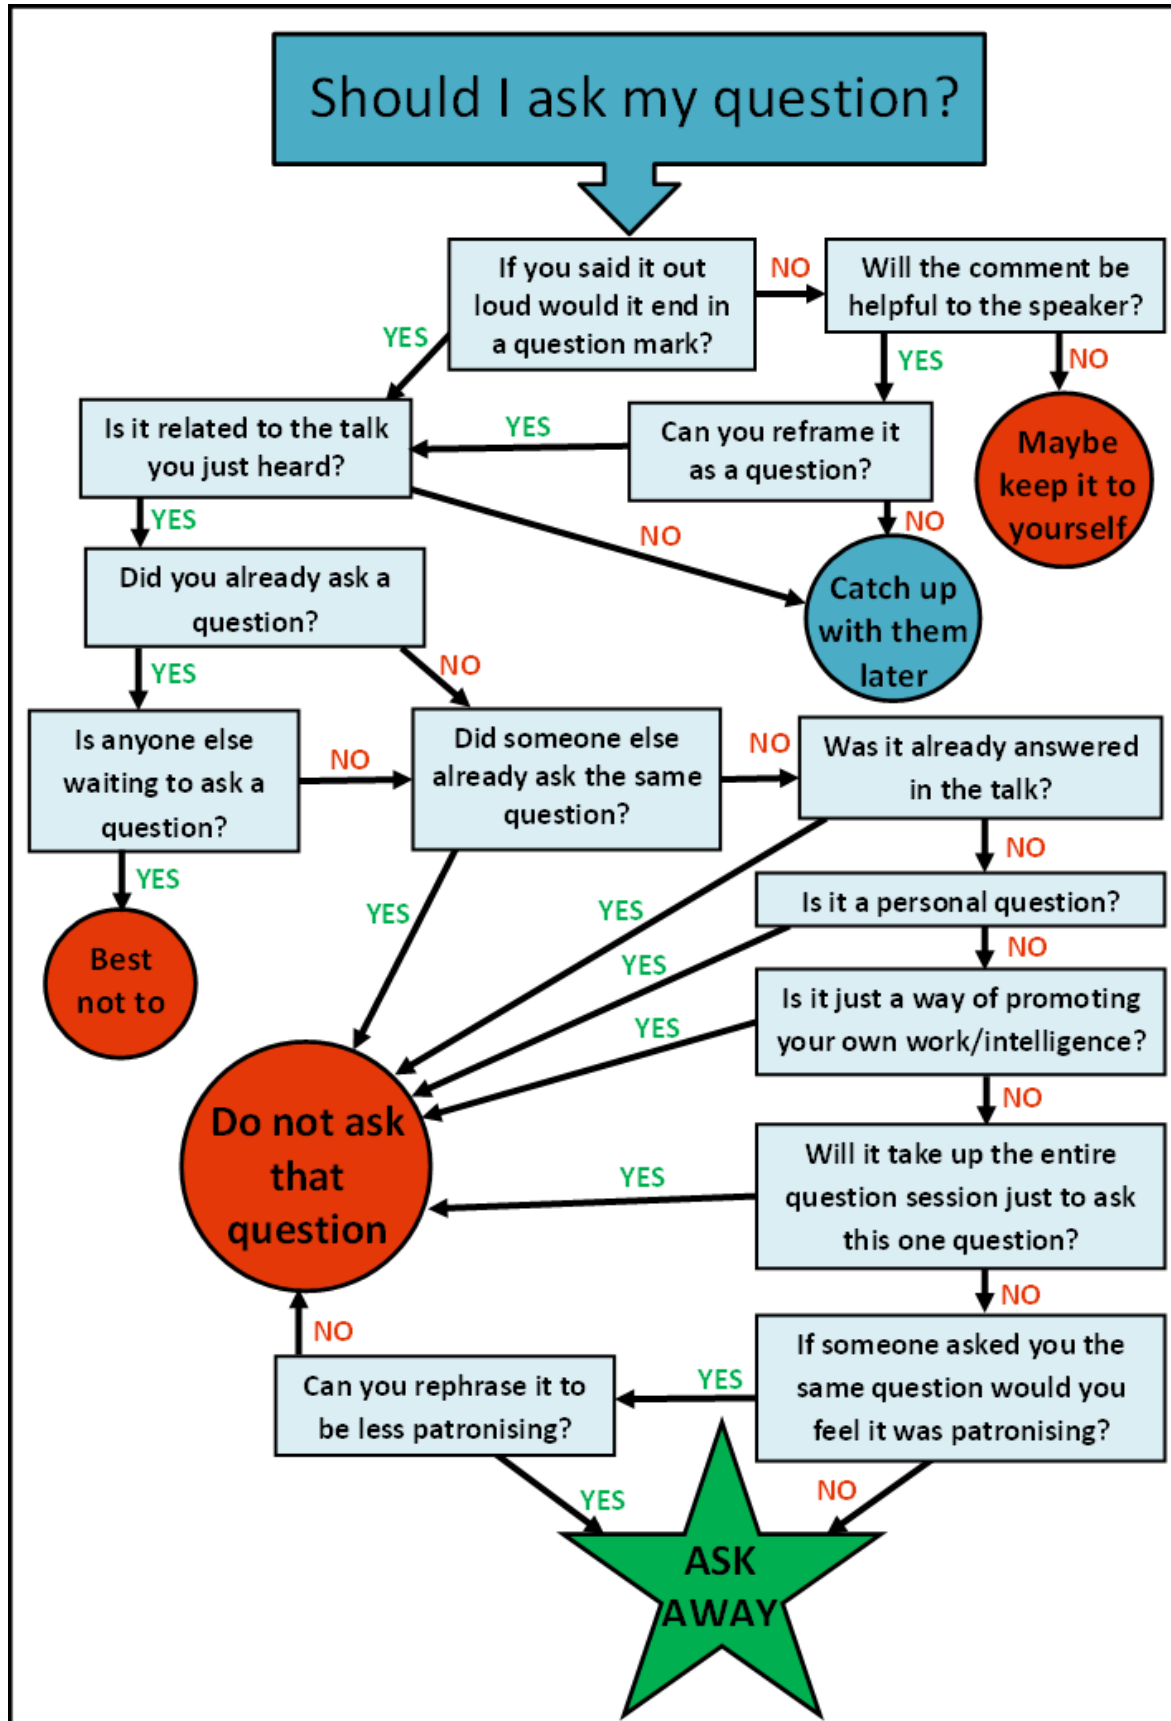 Should I ask my question?
If you said it out
loud would it end in
a question mark?
NO
Will the comment be
helpful to the speaker?
YES
YES
NO
Is it related to the talk
you just heard?
YES
Can you reframe it
as a question?
Maybe
keep it to
yourself
YES
NO
NO
Did you already ask a
question?
Catch up
with them
later
YES
NO
Is anyone else
waiting to ask a
question?
NO
Did someone else
already ask the same
question?
NO
Was it already answered
in the talk?
YES
YES
YES
NO
Best
not to
Is it a personal question?
YES
NO
Is it just a way of promoting
your own work/intelligence?
YES
NO
Do not ask
that
question
Will it take up the entire
question session just to ask
this one question?
YES
NO
NO
If someone asked you the
same question would you
feel it was patronising?
YES
Can you rephrase it to
be less patronising?
YES
NO
ASK
AWAY